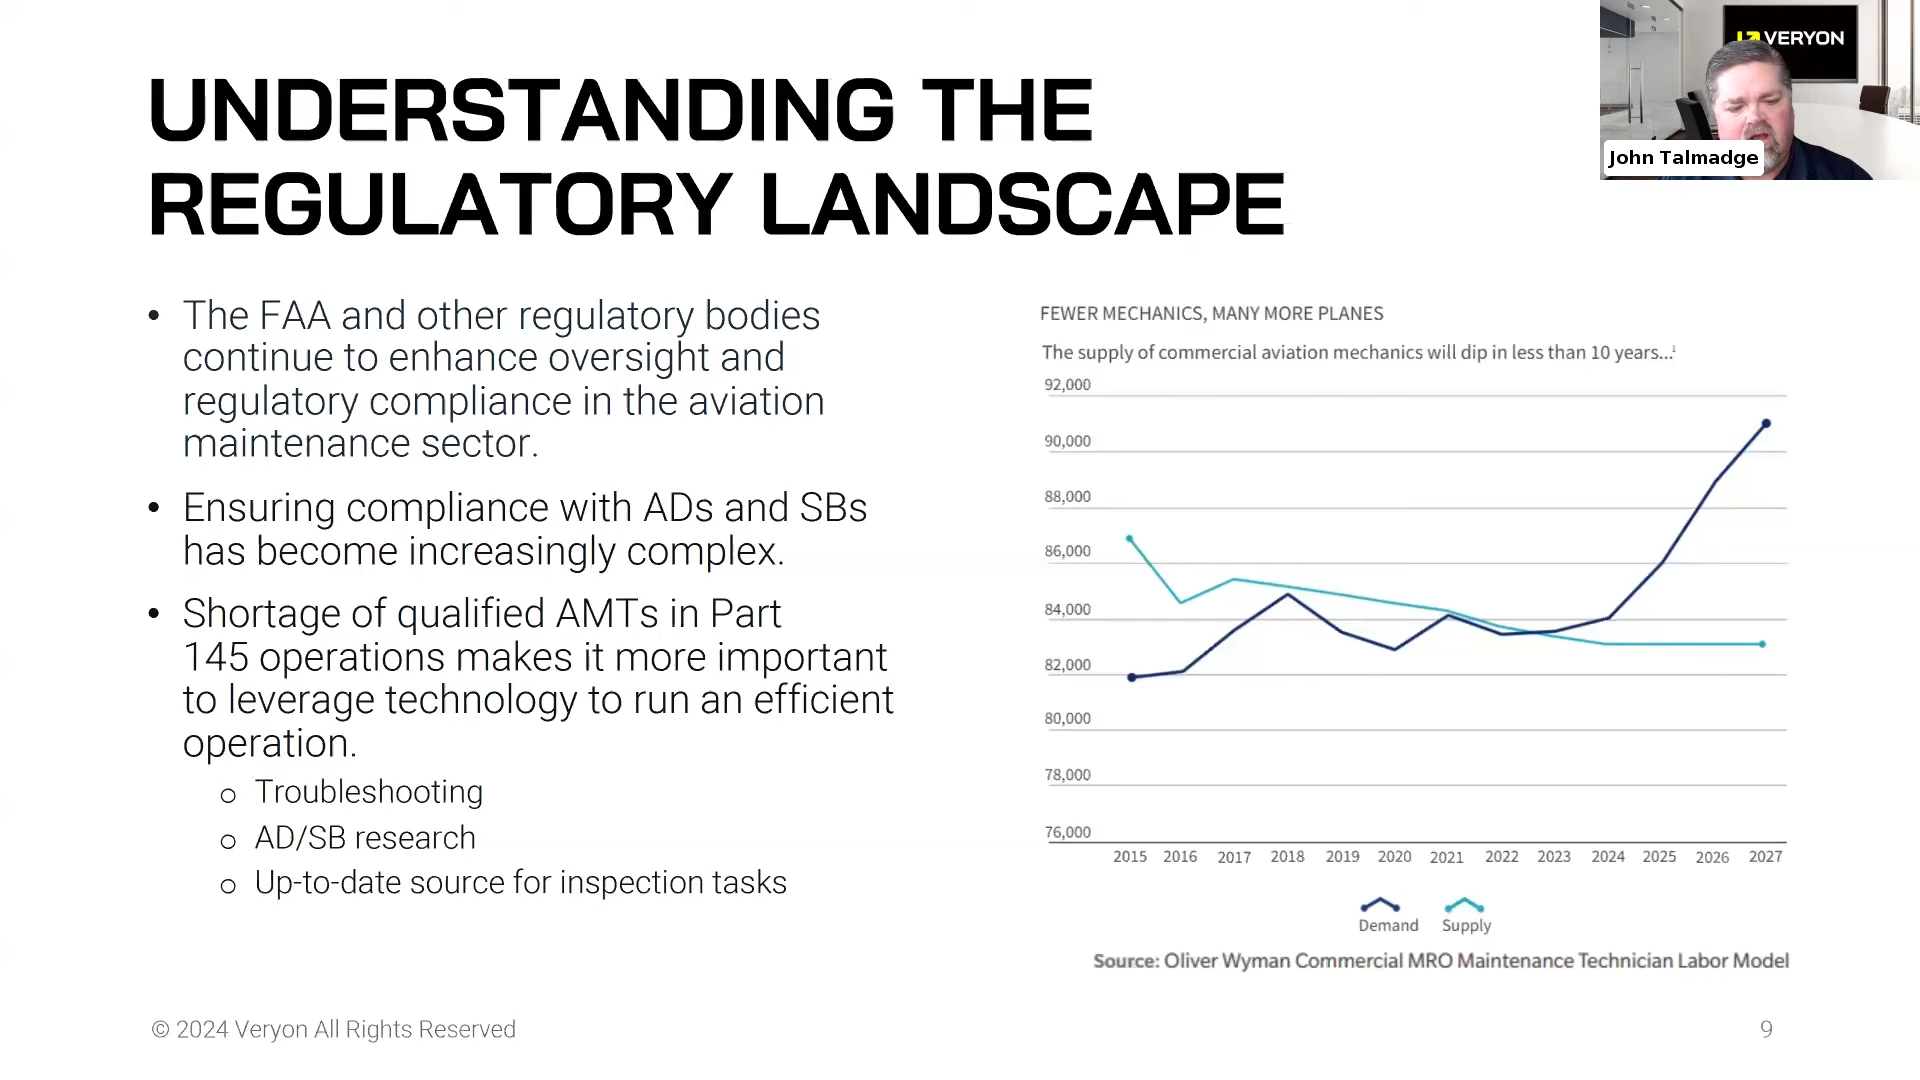 UNDERSTANDING THE
REGULATORY LANDSCAPE
VERYON
John Talmadge
• The FAA and other regulatory bodies
continue to enhance oversight and
regulatory compliance in the aviation
maintenance sector.
• Ensuring compliance with ADs and SBs
has become increasingly complex.
• Shortage of qualified AMTs in Part
145 operations makes it more important
to leverage technology to run an efficient
operation.
o Troubleshooting
o AD/SB research
o Up-to-date source for inspection tasks
FEWER MECHANICS, MANY MORE PLANES
The supply of commercial aviation mechanics will dip in less than 10 years...¹
92,000
90,000
88,000
86,000
84,000
82,000
80,000
78,000
76,000
2015 2016 2017 2018 2019 2020 2021 2022 2023 2024 2025 2026 2027
Demand Supply
Source: Oliver Wyman Commercial MRO Maintenance Technician Labor Model
© 2024 Veryon All Rights Reserved
9